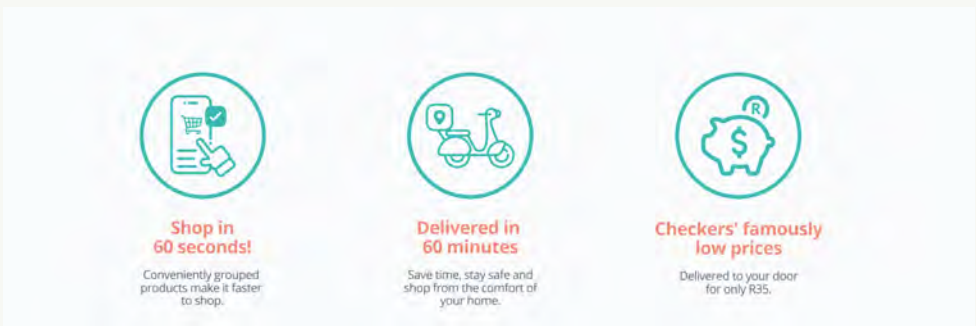 Shop in
60 seconds!
Conveniently grouped
products make it faster
to shop.
Delivered in
60 minutes
Save time, stay safe and
shop from the comfort of
your home.
R
$
Checkers' famously
low prices
Delivered to your door
for only R35.